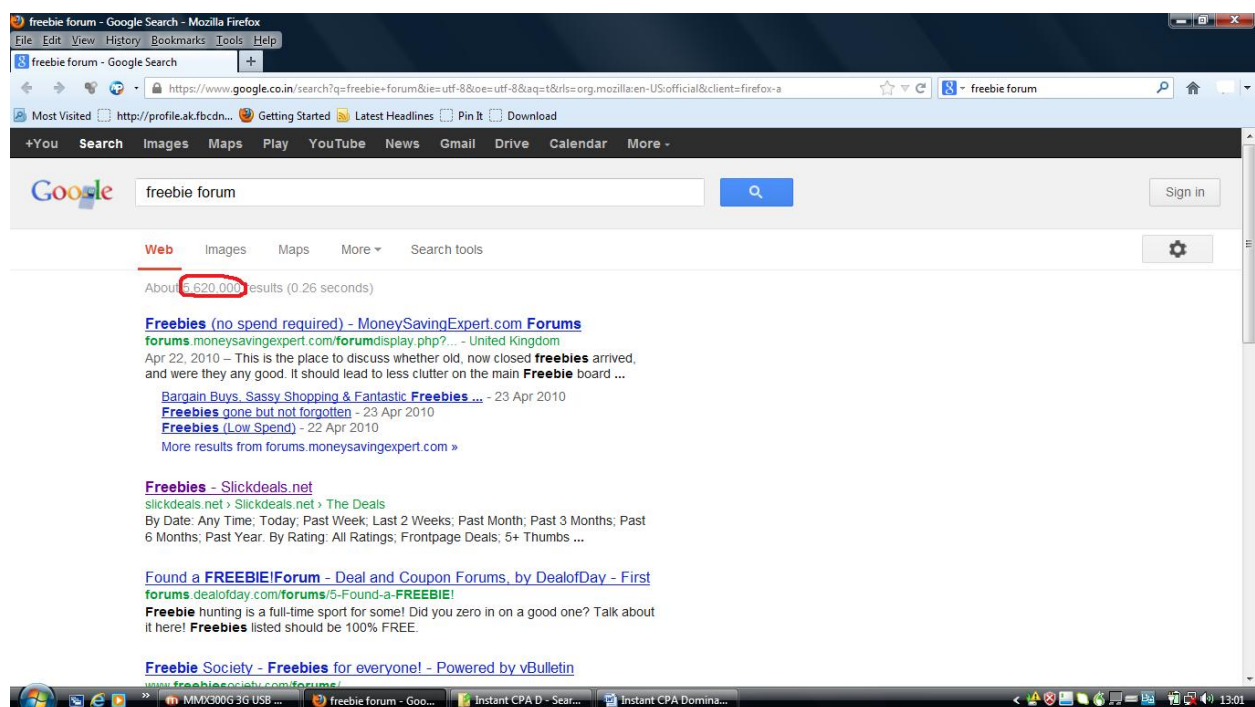 freebie forum - Google Search - Mozilla Firefox
File Edit View History Bookmarks Tools Help
freebie forum - Google Search +
https://www.google.co.in/search?q=freebie+forum&ie=utf-8&oe=utf-8&aq=t&rls=org.mozilla:en-US:official&client=firefox-a freebie forum
Most Visited http://profile.ak.fbcdn... Getting Started Latest Headlines Pin It Download
+You Search Images Maps Play YouTube News Gmail Drive Calendar More
Google freebie forum Sign in
Web Images Maps More Search tools
About 5,620,000 results (0.26 seconds)
Freebies (no spend required) - MoneySavingExpert.com Forums
forums.moneysavingexpert.com/forumdisplay.php?... - United Kingdom
Apr 22, 2010 – This is the place to discuss whether old, now closed freebies arrived,
and were they any good. It should lead to less clutter on the main Freebie board ...
Bargain Buys, Sassy Shopping & Fantastic Freebies ... - 23 Apr 2010
Freebies gone but not forgotten - 23 Apr 2010
Freebies (Low Spend) - 22 Apr 2010
More results from forums.moneysavingexpert.com »
Freebies - Slickdeals.net
slickdeals.net › Slickdeals.net › The Deals
By Date: Any Time; Today; Past Week; Last 2 Weeks; Past Month; Past 3 Months; Past
6 Months; Past Year. By Rating: All Ratings; Frontpage Deals; 5+ Thumbs ...
Found a FREEBIE!Forum - Deal and Coupon Forums, by DealofDay - First
forums.dealofday.com/forums/5-Found-a-FREEBIE!
Freebie hunting is a full-time sport for some! Did you zero in on a good one? Talk about
it here! Freebies listed should be 100% FREE.
Freebie Society - Freebies for everyone! - Powered by vBulletin
www.freebiesociety.com/forums/
» MMX300G 3G USB ... freebie forum - Goo... Instant CPA D - Sear... Instant CPA Domina... 13:01